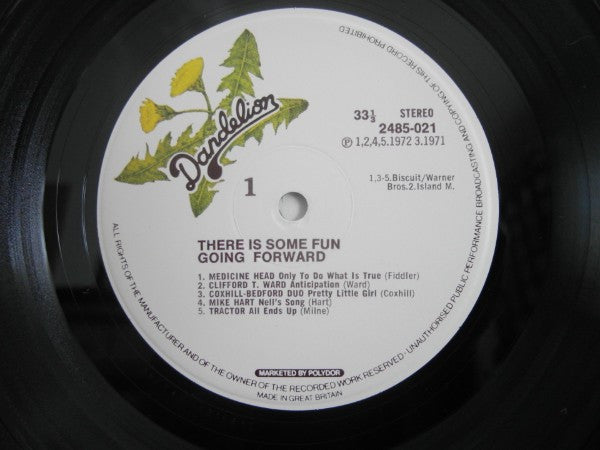 Dandelion
33⅓ STEREO
2485-021
Ⓟ 1,2,4,5.1972 3.1971
1
1,3-5.Biscuit/Warner
Bros.2.Island M.
THERE IS SOME FUN
GOING FORWARD
1. MEDICINE HEAD Only To Do What Is True (Fiddler)
2. CLIFFORD T. WARD Anticipation (Ward)
3. COXHILL-BEDFORD DUO Pretty Little Girl (Coxhill)
4. MIKE HART Nell's Song (Hart)
5. TRACTOR All Ends Up (Milne)
MARKETED BY POLYDOR
ALL RIGHTS OF THE MANUFACTURER AND OF THE OWNER OF THE RECORDED WORK RESERVED · UNAUTHORISED PUBLIC PERFORMANCE BROADCASTING AND COPYING OF THIS RECORD PROHIBITED
MADE IN GREAT BRITAIN